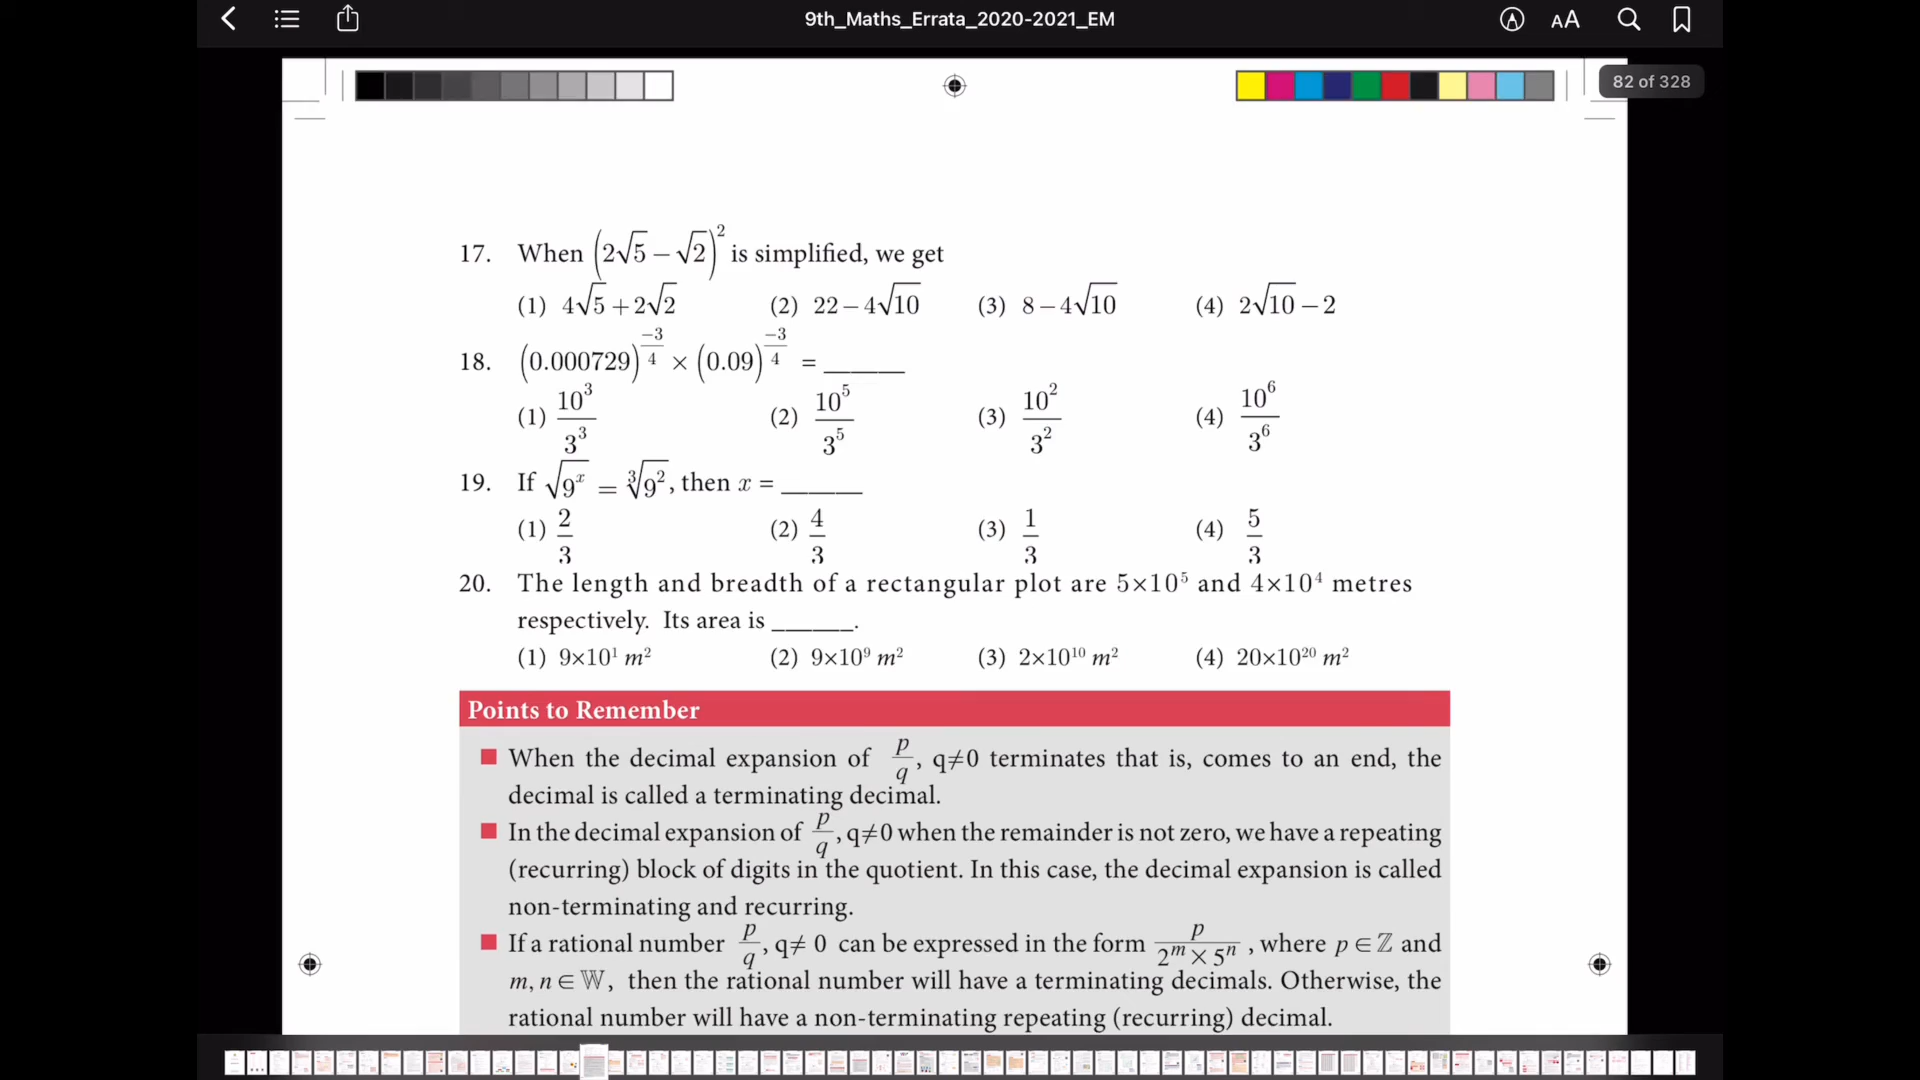 9th_Maths_Errata_2020-2021_EM
AA
82 of 328
17. When (2√5 − √2)² is simplified, we get
(1) 4√5 + 2√2 (2) 22 − 4√10 (3) 8 − 4√10 (4) 2√10 − 2
18. (0.000729)^(−3/4) × (0.09)^(−3/4) = ______
(1) 10³/3³ (2) 10⁵/3⁵ (3) 10²/3² (4) 10⁶/3⁶
19. If √(9ˣ) = ∛(9²), then x = ______
(1) 2/3 (2) 4/3 (3) 1/3 (4) 5/3
20. The length and breadth of a rectangular plot are 5×10⁵ and 4×10⁴ metres
respectively. Its area is ______.
(1) 9×10¹ m² (2) 9×10⁹ m² (3) 2×10¹⁰ m² (4) 20×10²⁰ m²
Points to Remember
■ When the decimal expansion of p/q, q≠0 terminates that is, comes to an end, the
decimal is called a terminating decimal.
■ In the decimal expansion of p/q, q≠0 when the remainder is not zero, we have a repeating
(recurring) block of digits in the quotient. In this case, the decimal expansion is called
non-terminating and recurring.
■ If a rational number p/q, q≠ 0 can be expressed in the form p/(2ᵐ × 5ⁿ), where p ∈ ℤ and
m, n ∈ 𝕎, then the rational number will have a terminating decimals. Otherwise, the
rational number will have a non-terminating repeating (recurring) decimal.